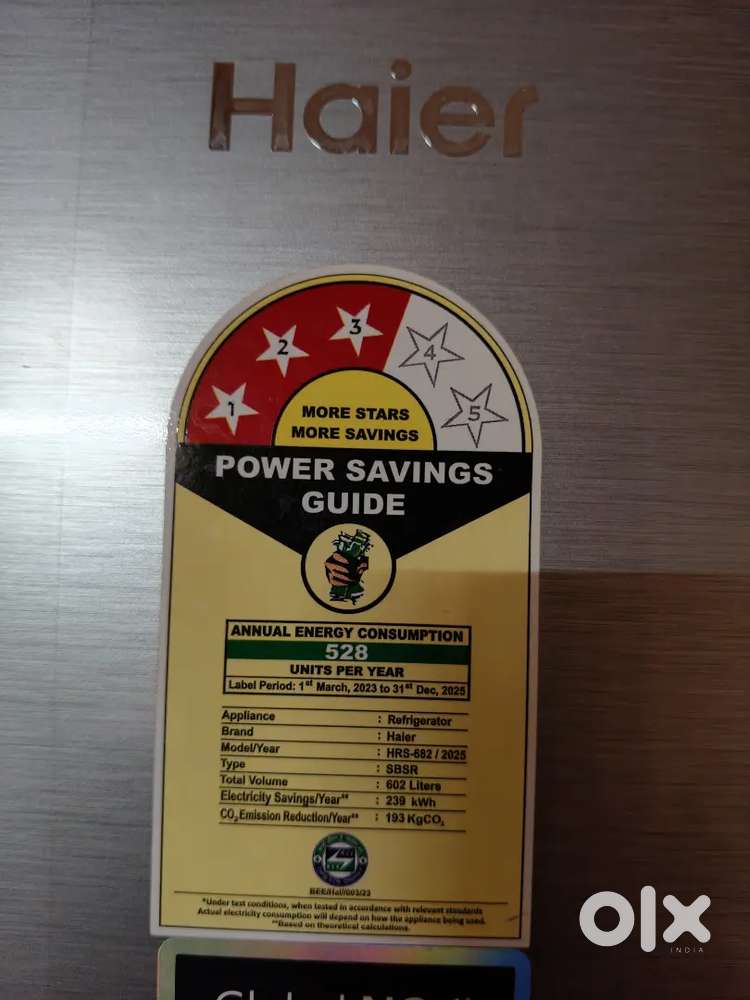 Haier
1 2 3 4 5
MORE STARS
MORE SAVINGS
POWER SAVINGS
GUIDE
ANNUAL ENERGY CONSUMPTION
528
UNITS PER YEAR
Label Period: 1st March, 2023 to 31st Dec, 2025
Appliance : Refrigerator
Brand : Haier
Model/Year : HRS-682 / 2025
Type : SBSR
Total Volume : 602 Liters
Electricity Savings/Year** : 239 kWh
CO₂Emission Reduction/Year** : 193 KgCO₂
*Under test conditions, when tested in accordance with relevant standards
Actual electricity consumption will depend on how the appliance being used.
**Based on theoretical calculations.
olx
INDIA
Global